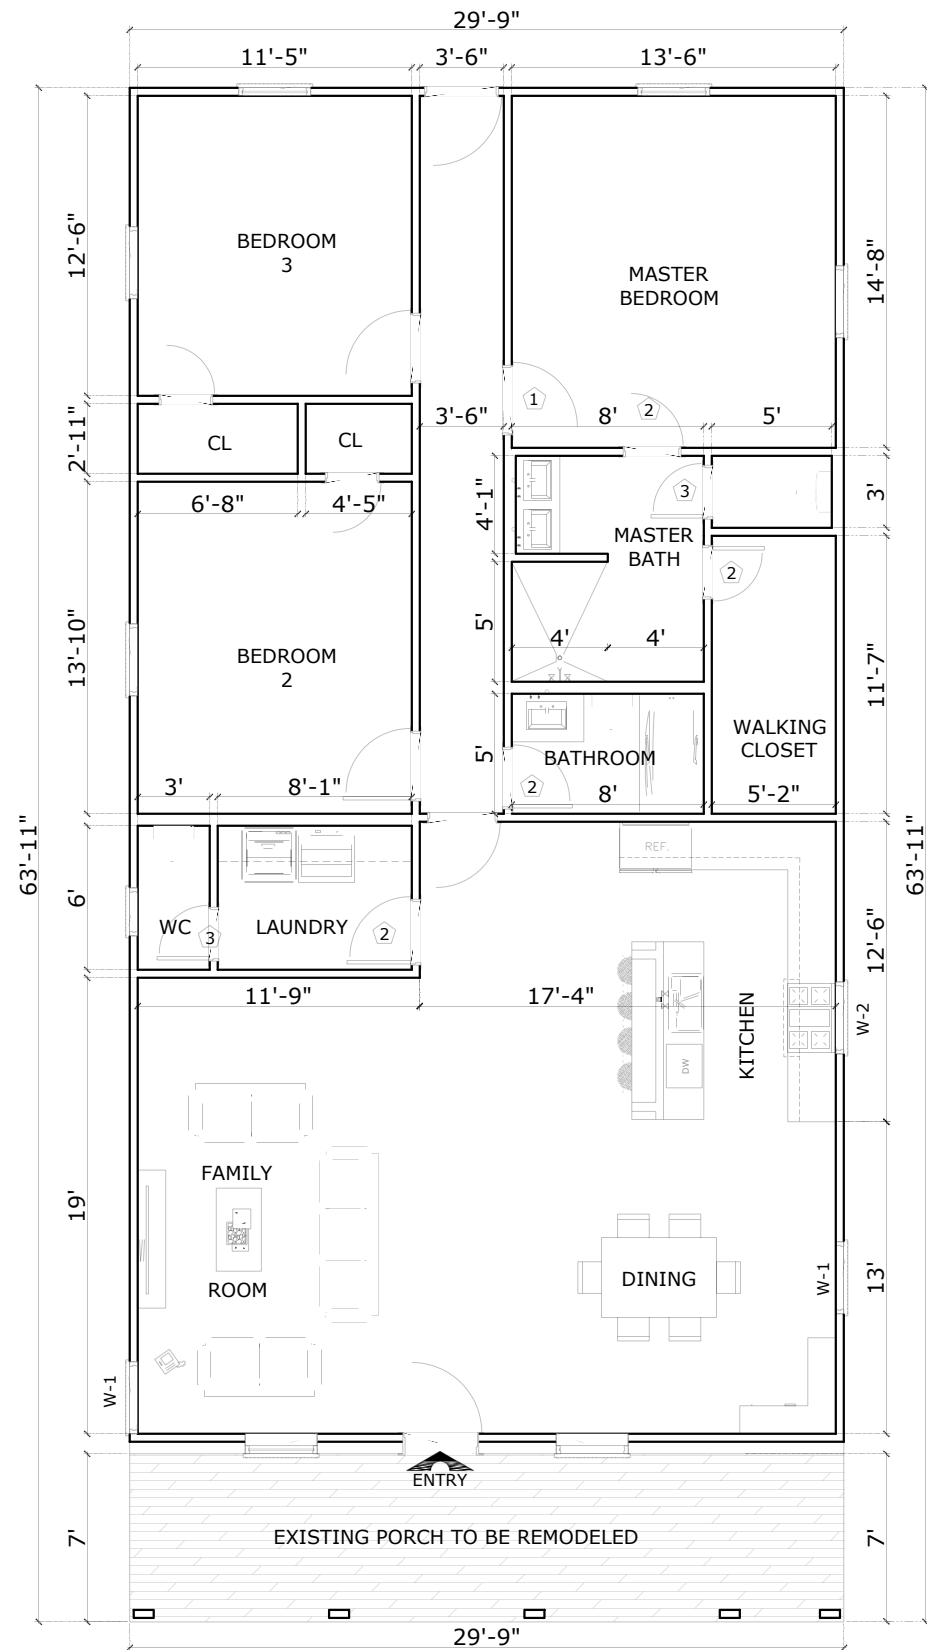 29'-9"
11'-5"
3'-6"
13'-6"
12'-6"
BEDROOM
3
MASTER
BEDROOM
14'-8"
1
2
3'-6"
8'
5'
2'-11"
CL
CL
6'-8"
4'-5"
4'-1"
3
3'
MASTER
BATH
2
5'
4'
4'
13'-10"
BEDROOM
2
11'-7"
WALKING
CLOSET
5'
BATHROOM
2
3'
8'-1"
8'
5'-2"
63'-11"
63'-11"
6'
WC
3
LAUNDRY
2
REF.
12'-6"
11'-9"
17'-4"
KITCHEN
W-2
DW
19'
FAMILY
ROOM
DINING
W-1
13'
W-1
ENTRY
7'
EXISTING PORCH TO BE REMODELED
7'
29'-9"